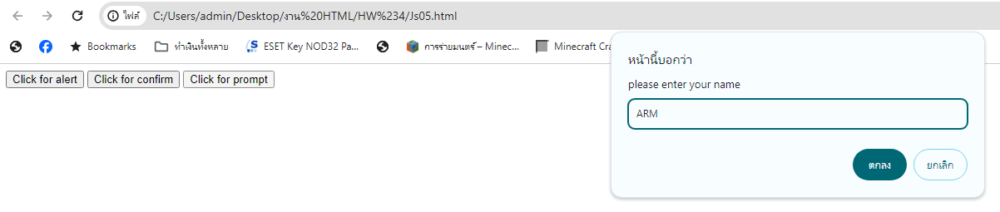 ไฟล์ C:/Users/admin/Desktop/งาน%20HTML/HW%234/Js05.html
Bookmarks ทำเงินทั้งหลาย ESET Key NOD32 Pa... การร่ายมนตร์ – Minec... Minecraft Cra
หน้านี้บอกว่า
please enter your name
ARM
ตกลง ยกเลิก
Click for alert Click for confirm Click for prompt